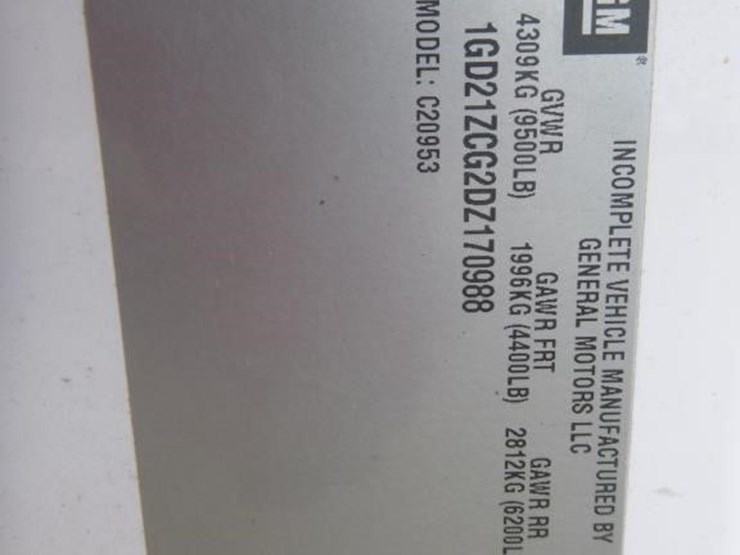 GM®
INCOMPLETE VEHICLE MANUFACTURED BY
GENERAL MOTORS LLC
GVWR GAWR FRT GAWR RR
4309KG (9500LB) 1996KG (4400LB) 2812KG (6200L
1GD21ZCG2DZ170988
MODEL: C20953